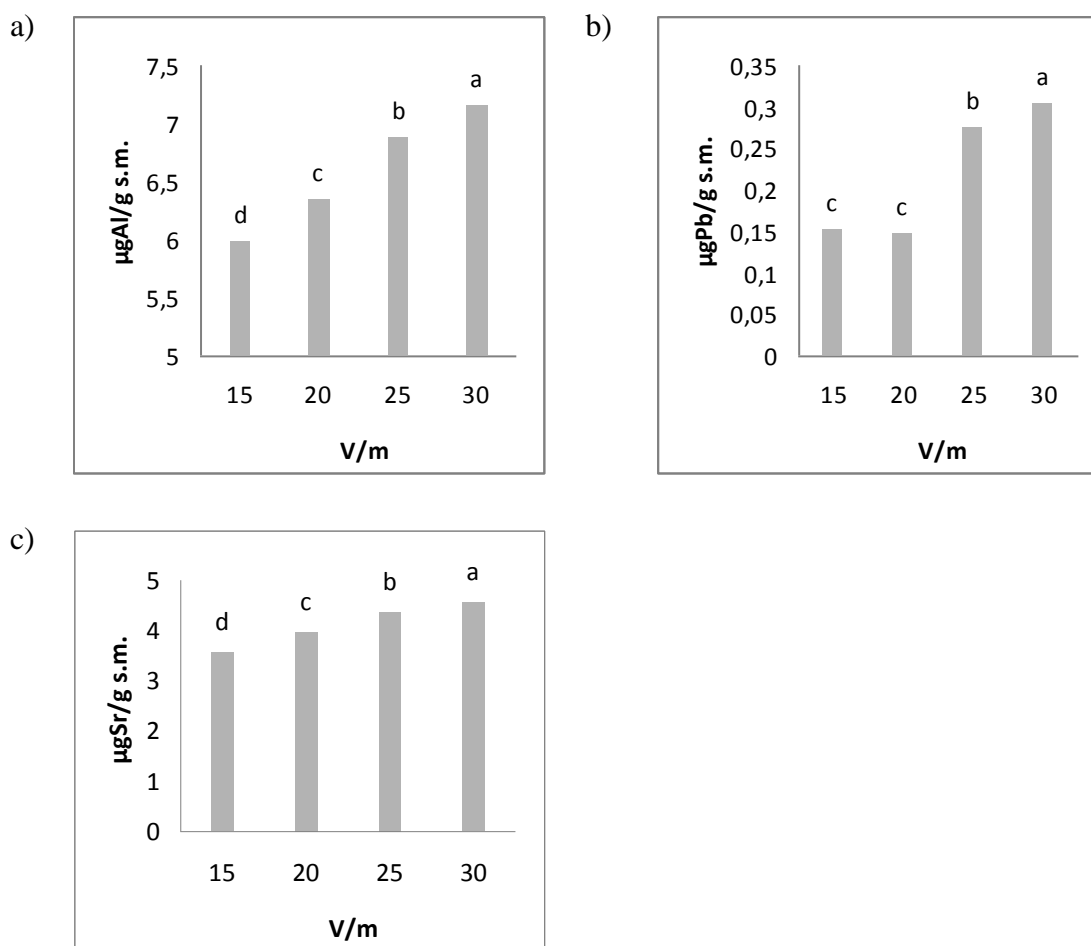 a)
7,5
7
6,5
6
5,5
5
µgAl/g s.m.
d
c
b
a
15 20 25 30
V/m
b)
0,35
0,3
0,25
0,2
0,15
0,1
0,05
0
µgPb/g s.m.
c
c
b
a
15 20 25 30
V/m
c)
5
4
3
2
1
0
µgSr/g s.m.
d
c
b
a
15 20 25 30
V/m